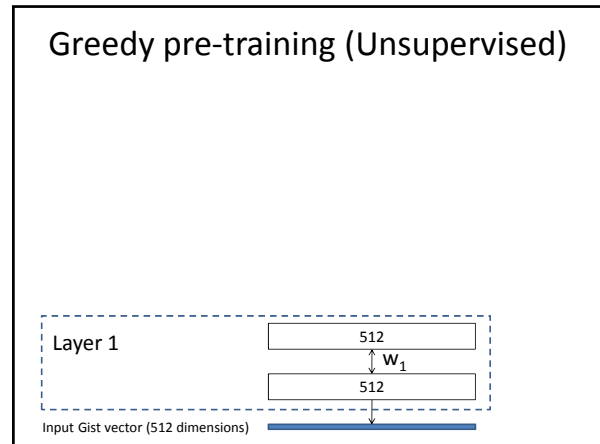 Greedy pre-training (Unsupervised)
Layer 1
512
w₁
512
Input Gist vector (512 dimensions)